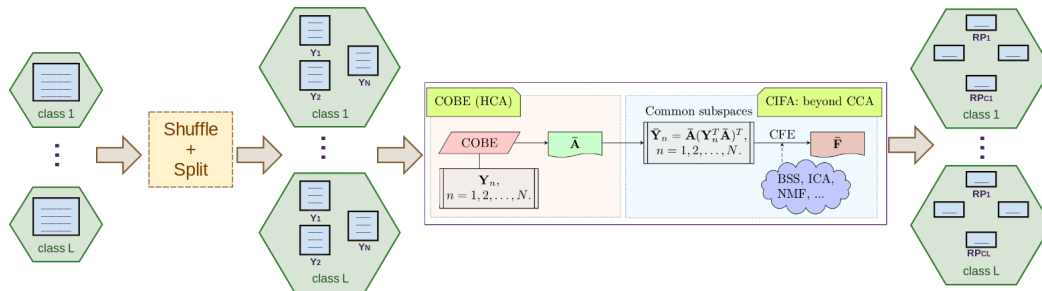 class 1
class L
Shuffle
+
Split
Y1
Y2
YN
class 1
Y1
Y2
YN
class L
COBE (HCA)
COBE
Ā
Yn,
n = 1, 2, . . . , N.
CIFA: beyond CCA
Common subspaces
Ȳn = Ā(YnᵀĀ)ᵀ,
n = 1, 2, . . . , N.
CFE
F̄
BSS, ICA,
NMF, ...
RP1
RPC1
class 1
RP1
RPCL
class L